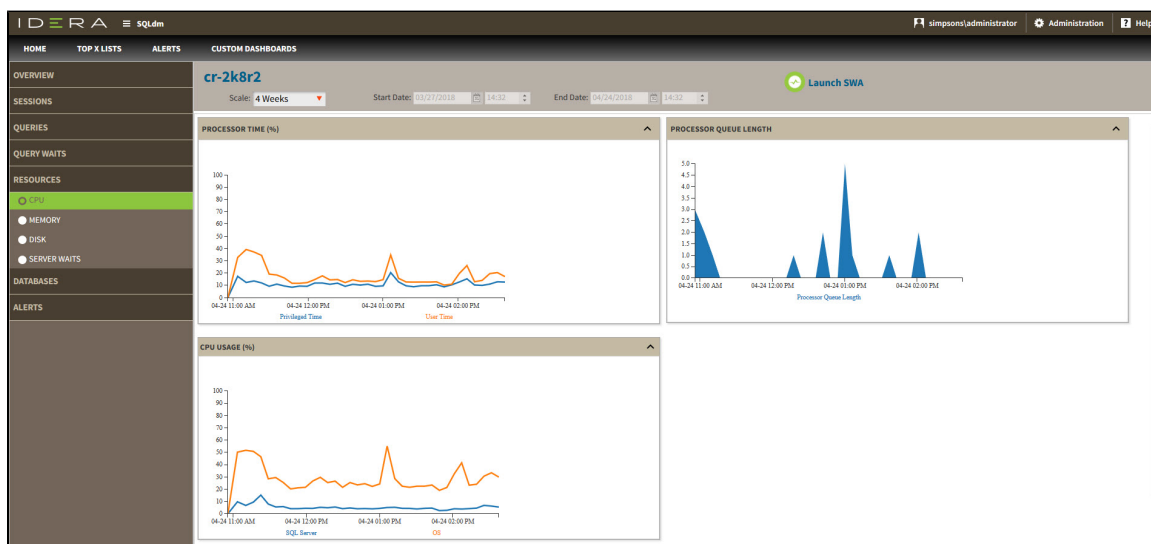 IDERA SQLdm simpsons\administrator Administration ? Help
HOME TOP X LISTS ALERTS CUSTOM DASHBOARDS
OVERVIEW
SESSIONS
QUERIES
QUERY WAITS
RESOURCES
CPU
MEMORY
DISK
SERVER WAITS
DATABASES
ALERTS
cr-2k8r2
Launch SWA
Scale: 4 Weeks Start Date: 03/27/2018 14:32 End Date: 04/24/2018 14:32
PROCESSOR TIME (%)
100
90
80
70
60
50
40
30
20
10
0
04-24 11:00 AM 04-24 12:00 PM 04-24 01:00 PM 04-24 02:00 PM
Privileged Time User Time
PROCESSOR QUEUE LENGTH
5.0
4.5
4.0
3.5
3.0
2.5
2.0
1.5
1.0
0.5
0.0
04-24 11:00 AM 04-24 12:00 PM 04-24 01:00 PM 04-24 02:00 PM
Processor Queue Length
CPU USAGE (%)
100
90
80
70
60
50
40
30
20
10
0
04-24 11:00 AM 04-24 12:00 PM 04-24 01:00 PM 04-24 02:00 PM
SQL Server OS